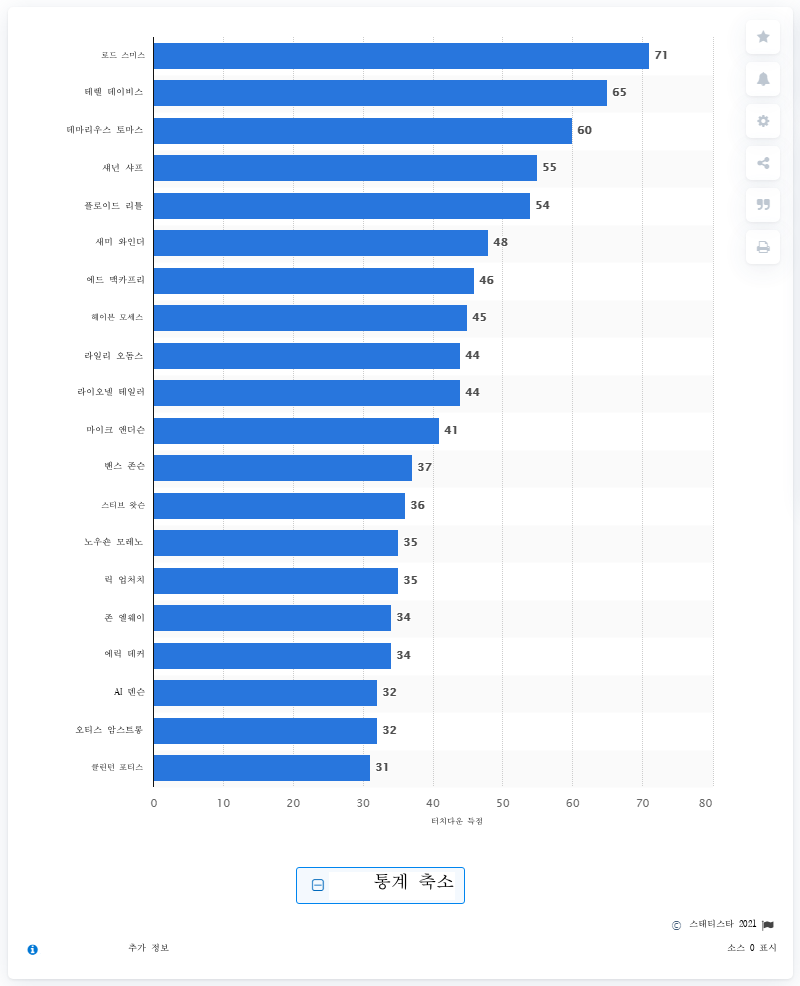 로드 스미스 71
테렐 데이비스 65
데마리우스 토마스 60
섀넌 샤프 55
플로이드 리틀 54
새미 와인더 48
에드 맥카프리 46
헤이븐 모세스 45
라일리 오돔스 44
라이오넬 테일러 44
마이크 앤더슨 41
밴스 존슨 37
스티브 왓슨 36
노우숀 모레노 35
릭 업처치 35
존 엘웨이 34
에릭 데커 34
Al 덴슨 32
오티스 암스트롱 32
클린턴 포티스 31
0 10 20 30 40 50 60 70 80
터치다운 득점
통계 축소
© 스태티스타 2021
추가 정보 소스 0 표시